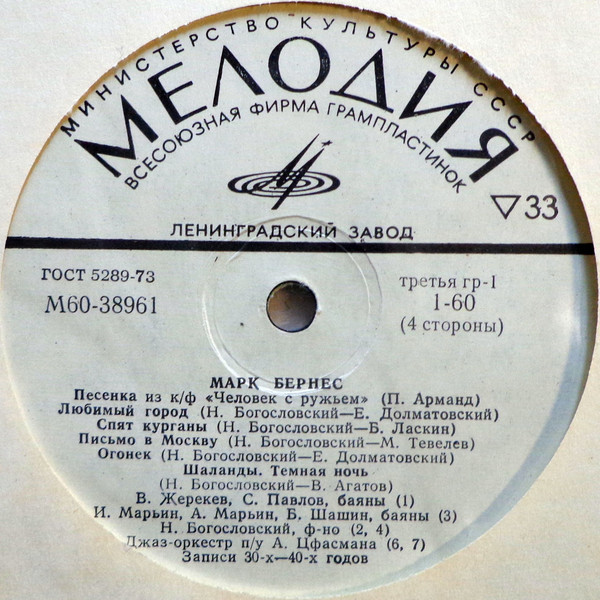 МИНИСТЕРСТВО КУЛЬТУРЫ СССР
МЕЛОДИЯ
ВСЕСОЮЗНАЯ ФИРМА ГРАМПЛАСТИНОК
▽33
ЛЕНИНГРАДСКИЙ ЗАВОД
ГОСТ 5289-73
М60-38961
третья гр-1
1-60
(4 стороны)
МАРК БЕРНЕС
Песенка из к/ф «Человек с ружьем» (П. Арманд)
Любимый город (Н. Богословский—Е. Долматовский)
Спят курганы (Н. Богословский—Б. Ласкин)
Письмо в Москву (Н. Богословский—М. Тевелев)
Огонек (Н. Богословский—Е. Долматовский)
Шаланды. Темная ночь
(Н. Богословский—В. Агатов)
В. Жерекев, С. Павлов, баяны (1)
И. Марьин, А. Марьин, Б. Шашин, баяны (3)
Н. Богословский, ф-но (2, 4)
Джаз-оркестр п/у А. Цфасмана (6, 7)
Записи 30-х—40-х годов